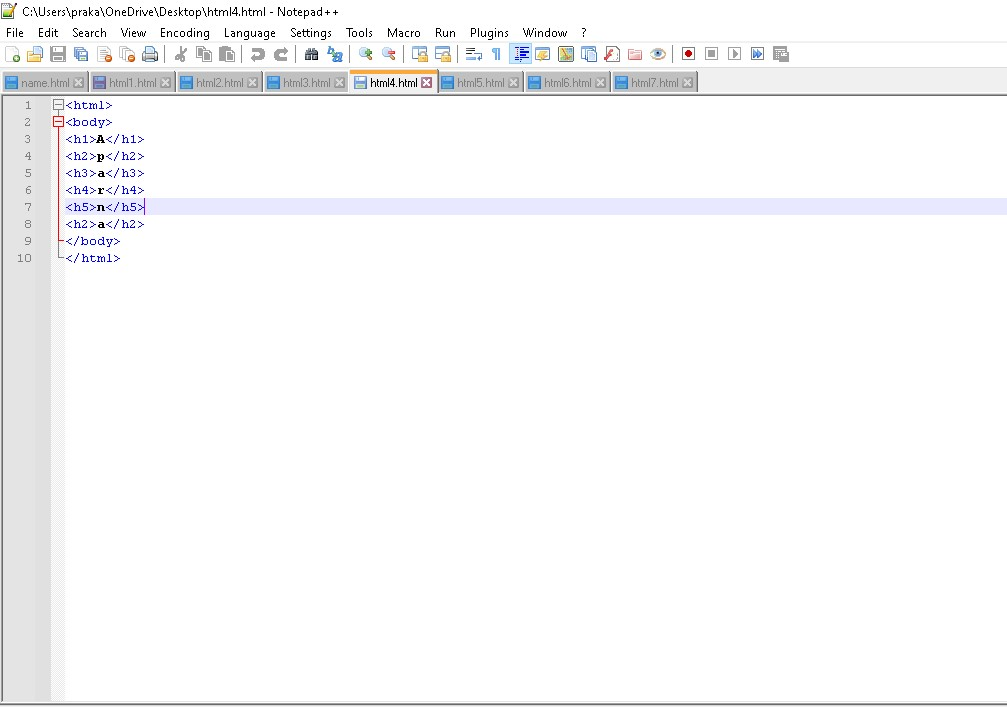 C:\Users\praka\OneDrive\Desktop\html4.html - Notepad++
File Edit Search View Encoding Language Settings Tools Macro Run Plugins Window ?
name.html html1.html html2.html html3.html html4.html html5.html html6.html html7.html
1 <html>
2 <body>
3 <h1>A</h1>
4 <h2>p</h2>
5 <h3>a</h3>
6 <h4>r</h4>
7 <h5>n</h5>
8 <h2>a</h2>
9 </body>
10 </html>